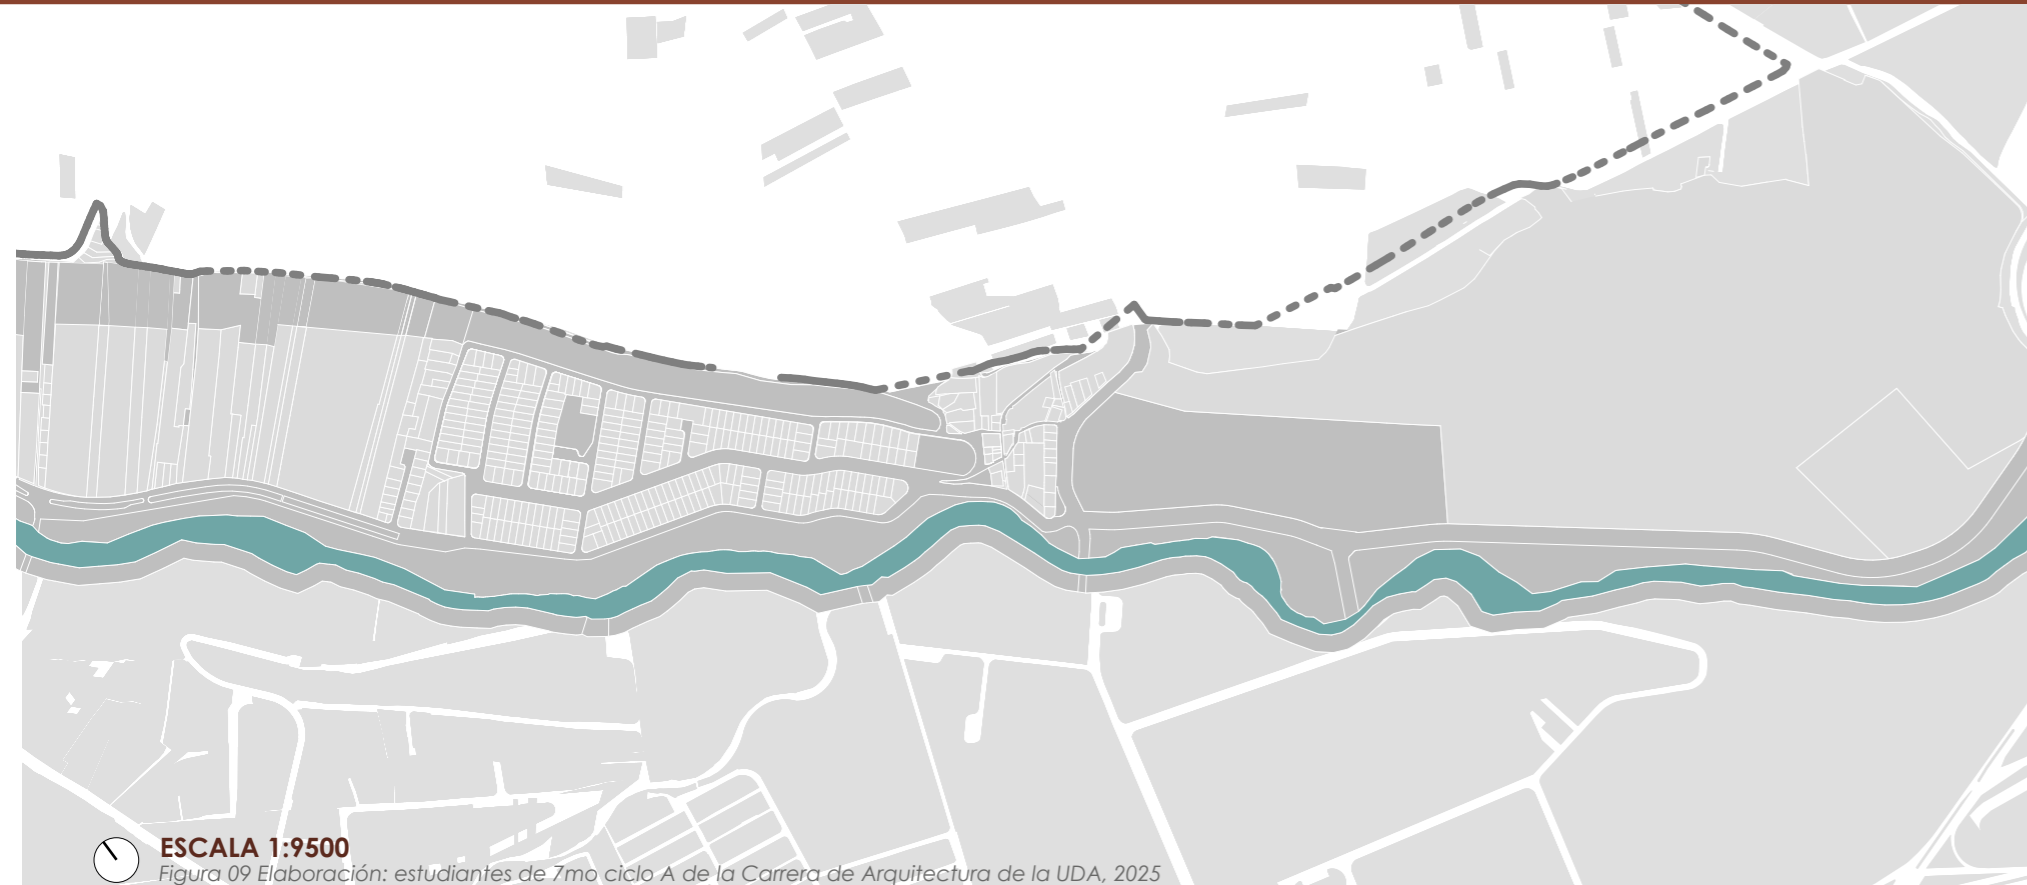 ESCALA 1:9500
Figura 09 Elaboración: estudiantes de 7mo ciclo A de la Carrera de Arquitectura de la UDA, 2025